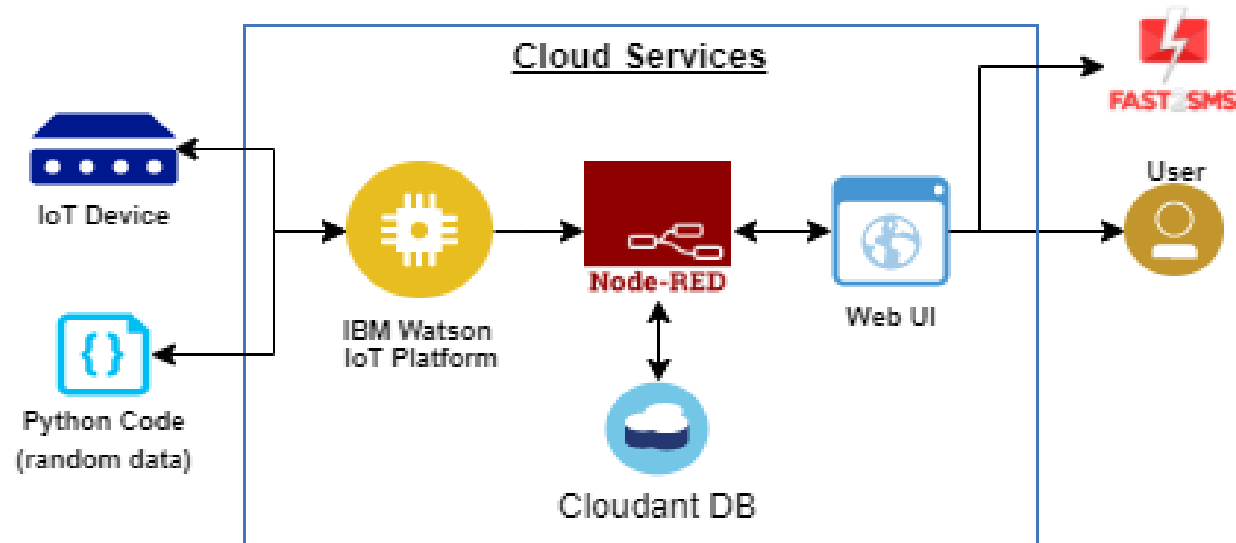 Cloud Services
FAST2SMS
IoT Device
User
Node-RED
IBM Watson
IoT Platform
Web UI
Python Code
(random data)
Cloudant DB